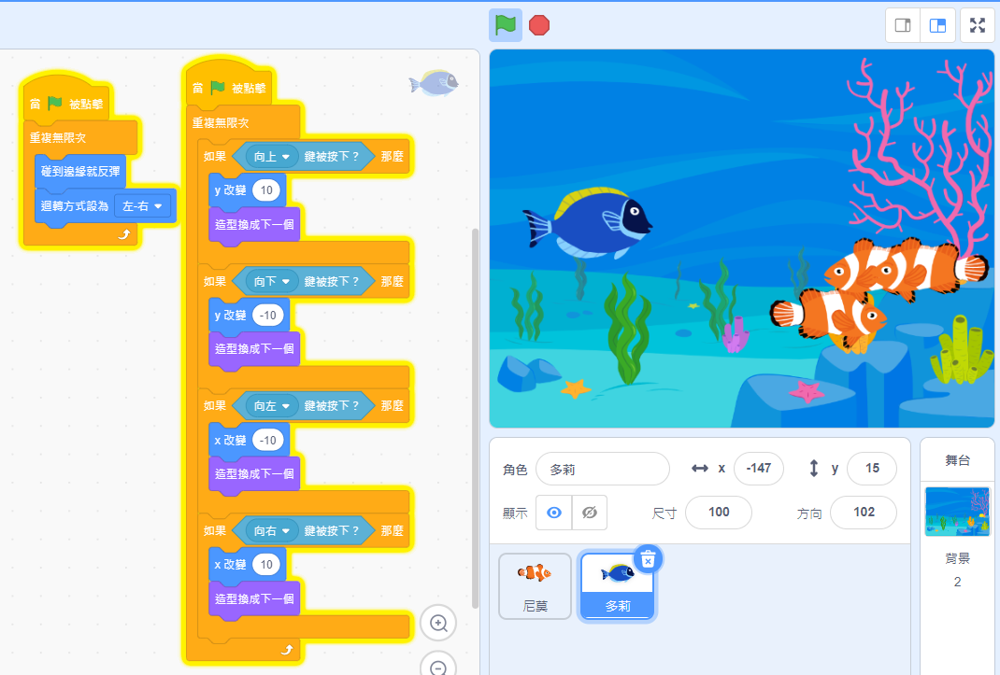 當 被點擊
重複無限次
碰到邊緣就反彈
迴轉方式設為 左-右
當 被點擊
重複無限次
如果 向上 鍵被按下? 那麼
y 改變 10
造型換成下一個
如果 向下 鍵被按下? 那麼
y 改變 -10
造型換成下一個
如果 向左 鍵被按下? 那麼
x 改變 -10
造型換成下一個
如果 向右 鍵被按下? 那麼
x 改變 10
造型換成下一個
角色 多莉 x -147 y 15
顯示 尺寸 100 方向 102
尼莫
多莉
舞台
背景
2